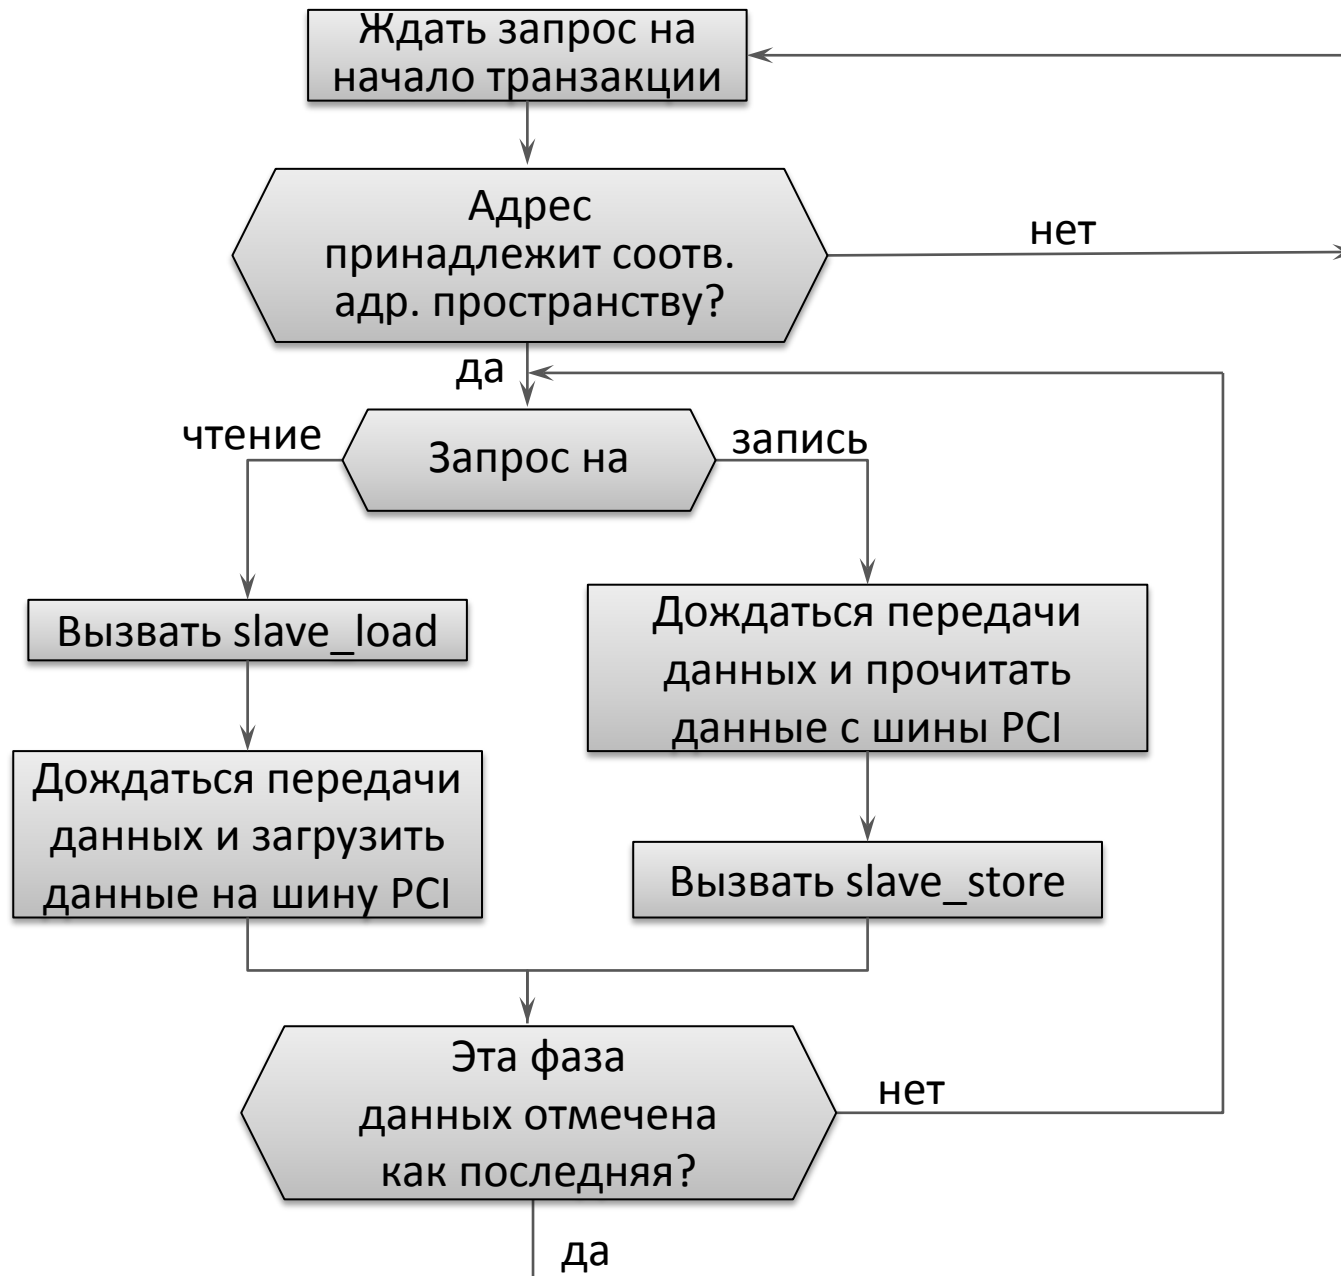 Ждать запрос на
начало транзакции
Адрес
принадлежит соотв.
адр. пространству?
нет
да
чтение
Запрос на
запись
Вызвать slave_load
Дождаться передачи
данных и прочитать
данные с шины PCI
Дождаться передачи
данных и загрузить
данные на шину PCI
Вызвать slave_store
Эта фаза
данных отмечена
как последняя?
нет
да